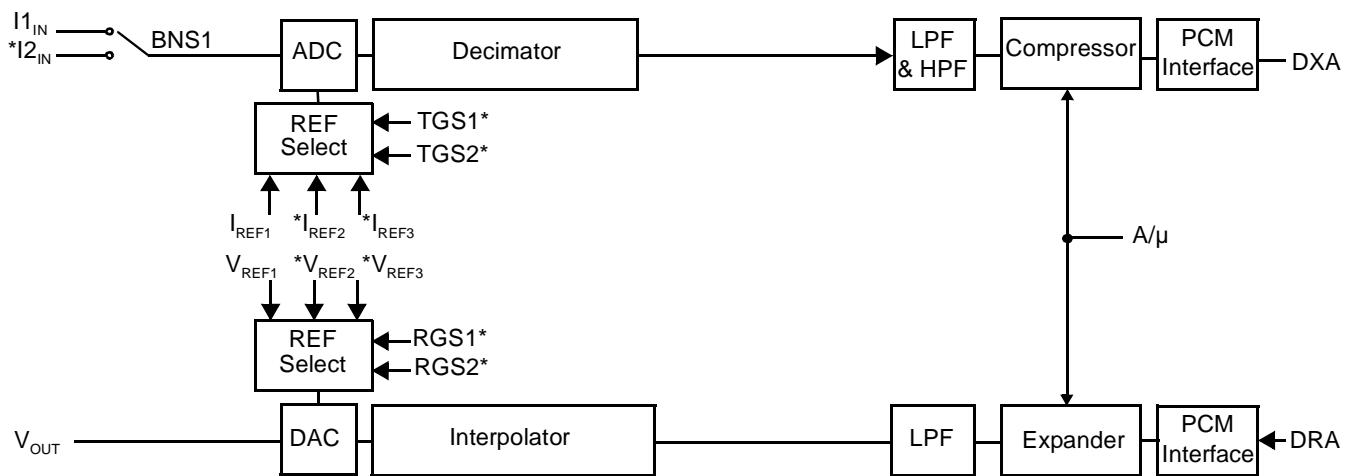 I1IN
*I2IN
BNS1
ADC
Decimator
LPF
& HPF
Compressor
PCM
Interface
DXA
REF
Select
TGS1*
TGS2*
IREF1
*IREF2
*IREF3
VREF1
*VREF2
*VREF3
A/µ
REF
Select
RGS1*
RGS2*
VOUT
DAC
Interpolator
LPF
Expander
PCM
Interface
DRA